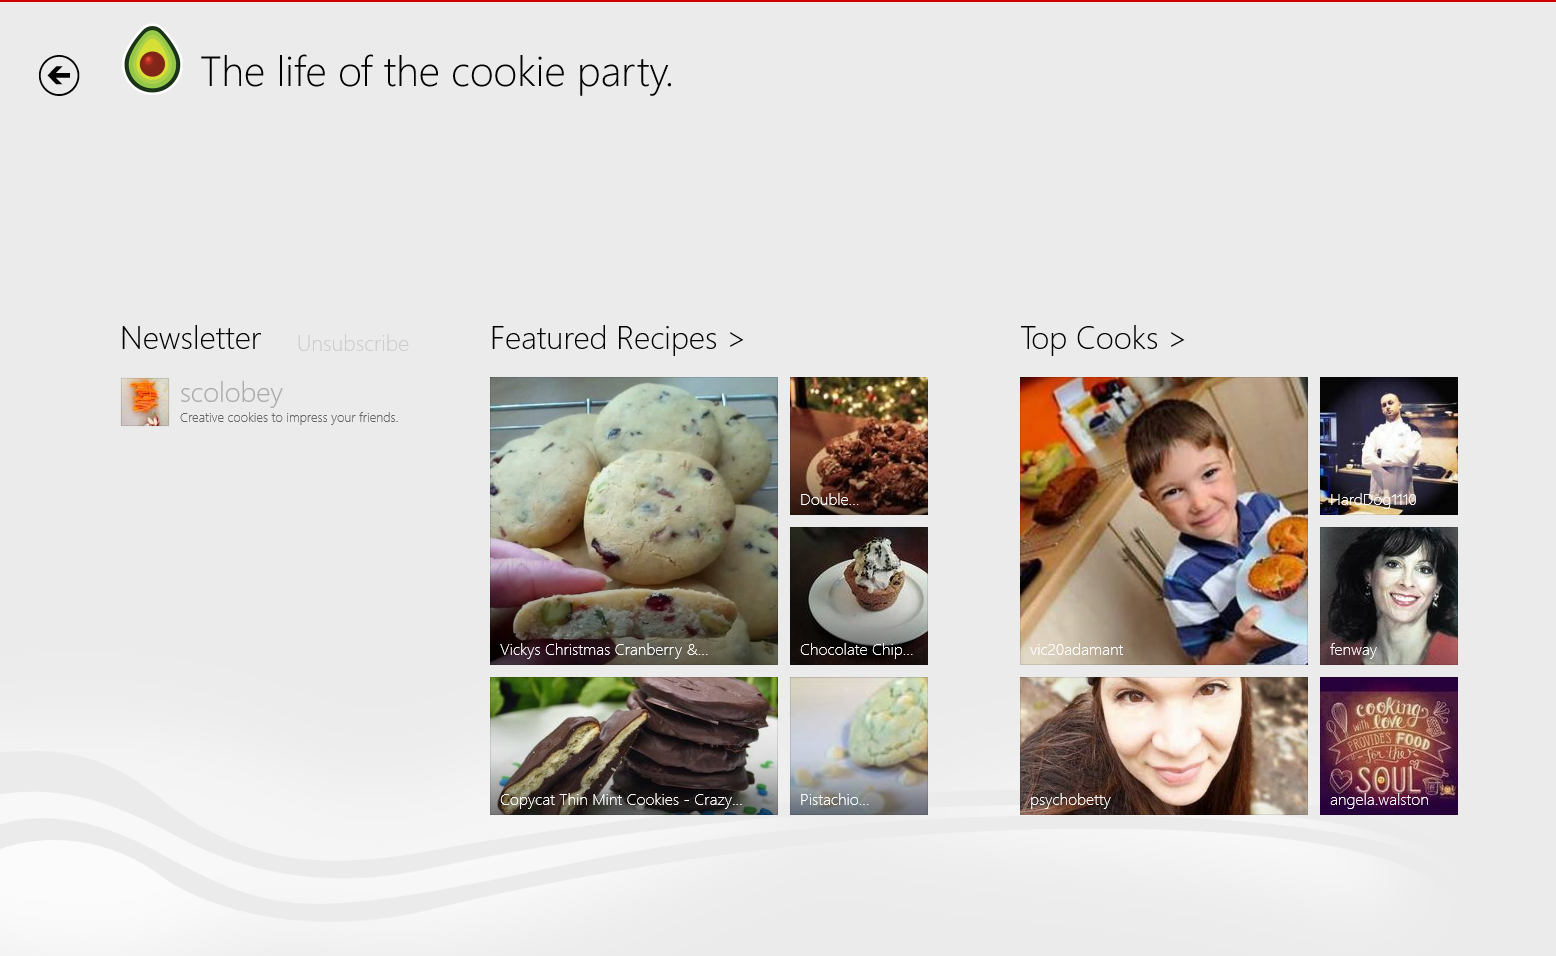 The life of the cookie party.
Newsletter
Unsubscribe
scolobey
Creative cookies to impress your friends.
Featured Recipes >
Vickys Christmas Cranberry &...
Double...
Chocolate Chip...
Copycat Thin Mint Cookies - Crazy...
Pistachio...
Top Cooks >
vic20adamant
HardDog1110
fenway
psychobetty
cooking
with love
PROVIDES FOOD
for the
SOUL
angela.walston